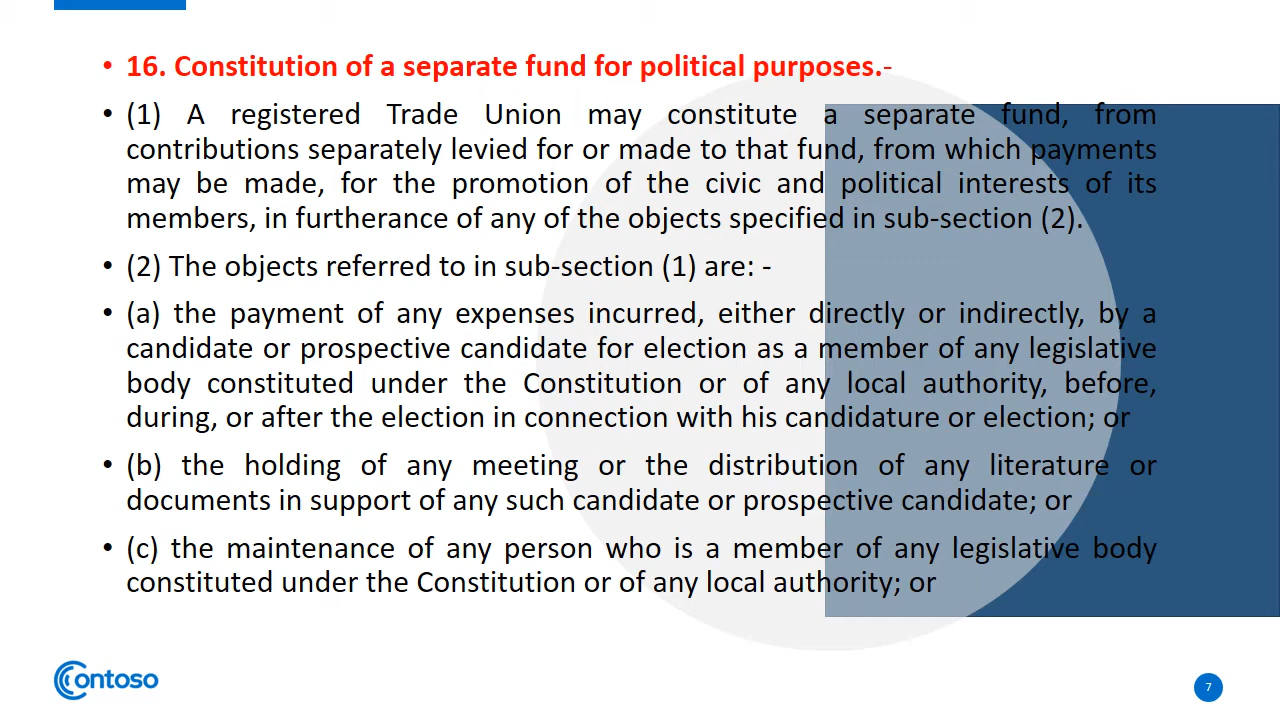 • 16. Constitution of a separate fund for political purposes.-
• (1) A registered Trade Union may constitute a separate fund, from
contributions separately levied for or made to that fund, from which payments
may be made, for the promotion of the civic and political interests of its
members, in furtherance of any of the objects specified in sub-section (2).
• (2) The objects referred to in sub-section (1) are: -
• (a) the payment of any expenses incurred, either directly or indirectly, by a
candidate or prospective candidate for election as a member of any legislative
body constituted under the Constitution or of any local authority, before,
during, or after the election in connection with his candidature or election; or
• (b) the holding of any meeting or the distribution of any literature or
documents in support of any such candidate or prospective candidate; or
• (c) the maintenance of any person who is a member of any legislative body
constituted under the Constitution or of any local authority; or
Contoso
7